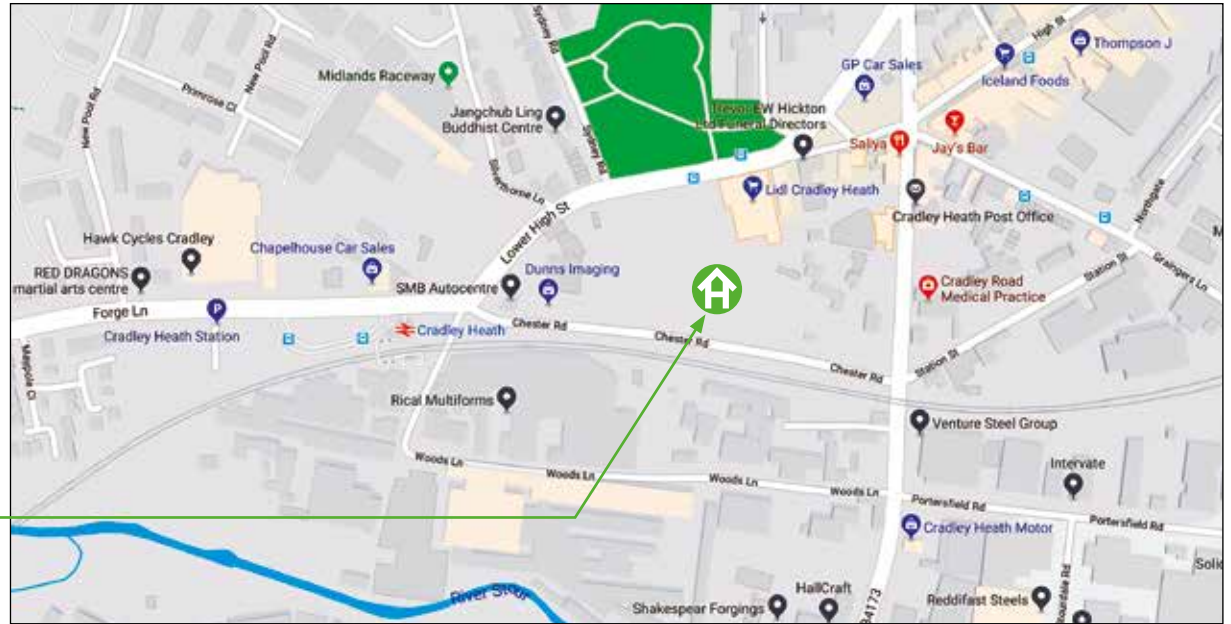 New Pool Rd
New Pool Rd
Primrose Cl
Midlands Raceway
Jangchub Ling
Buddhist Centre
Sydney Rd
Sydney Rd
Silverthorne Ln
Lower High St
GP Car Sales
Trevor EW Hickton
Ltd Funeral Directors
High St
Thompson J
Iceland Foods
Saliya
Jay's Bar
Lidl Cradley Heath
Cradley Heath Post Office
Northgate
Graingers Ln
Station St
Station St
Hawk Cycles Cradley
RED DRAGONS
martial arts centre
Chapelhouse Car Sales
SMB Autocentre
Dunns Imaging
H
Cradley Road
Medical Practice
Forge Ln
P
Cradley Heath Station
Cradley Heath
Chester Rd
Chester Rd
Chester Rd
Maypole Cl
Rical Multiforms
Venture Steel Group
Woods Ln
Woods Ln
Woods Ln
Woods Ln
Intervate
Portersfield Rd
Portersfield Rd
Cradley Heath Motor
River Stour
Shakespear Forgings
HallCraft
B4173
Reddifast Steels